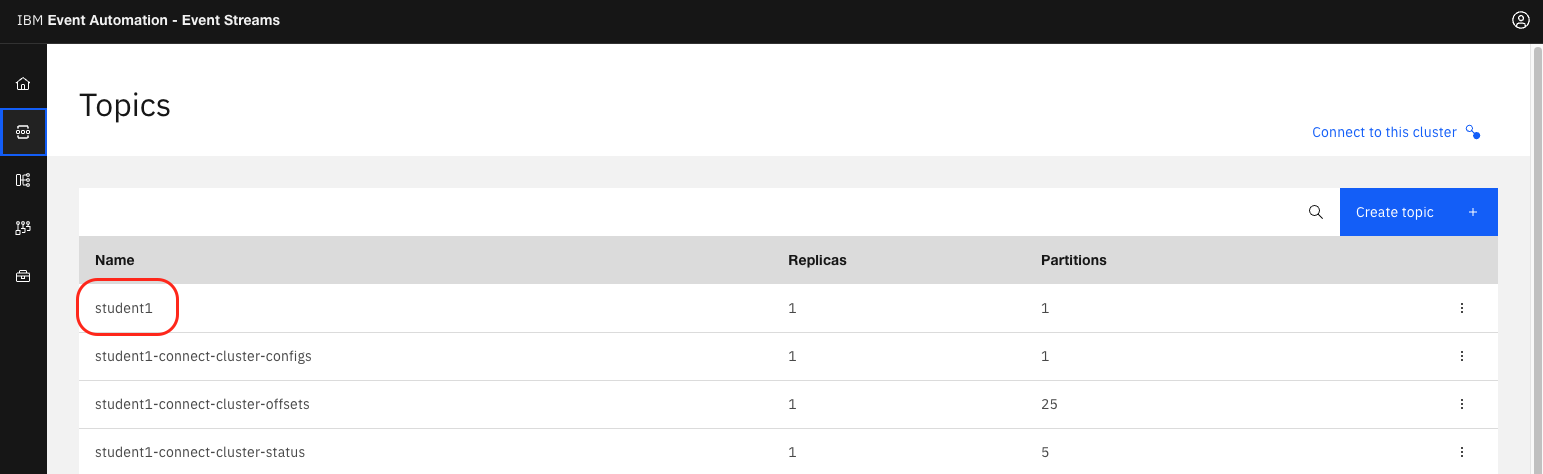 IBM Event Automation - Event Streams
Topics
Connect to this cluster
Create topic +
Name Replicas Partitions
student1 1 1
student1-connect-cluster-configs 1 1
student1-connect-cluster-offsets 1 25
student1-connect-cluster-status 1 5